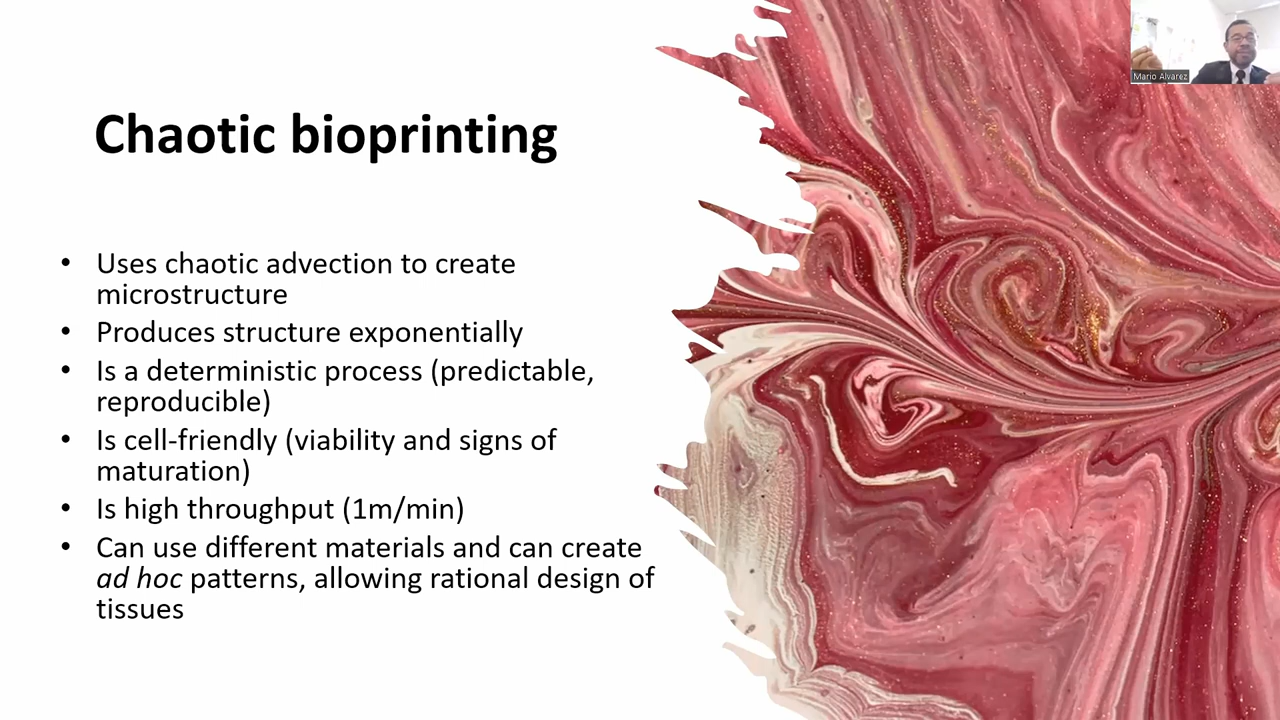 Mario Alvarez
Chaotic bioprinting
• Uses chaotic advection to create
microstructure
• Produces structure exponentially
• Is a deterministic process (predictable,
reproducible)
• Is cell-friendly (viability and signs of
maturation)
• Is high throughput (1m/min)
• Can use different materials and can create
ad hoc patterns, allowing rational design of
tissues